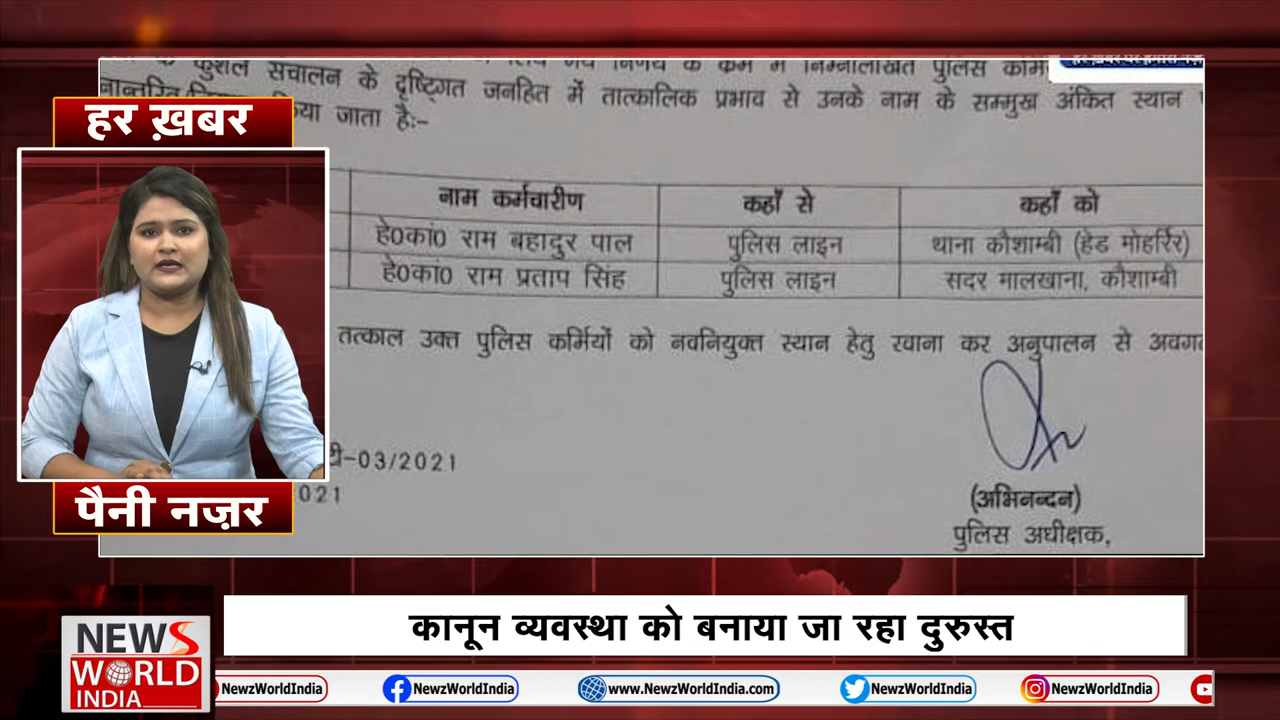 के कुशल संचालन के दृष्टिगत जनहित में तात्कालिक प्रभाव से उनके नाम के सम्मुख अंकित स्थान
किया जाता है:-
हर ख़बर
नाम कर्मचारीण कहाँ से कहाँ को
हे0कां0 राम बहादुर पाल पुलिस लाइन थाना कौशाम्बी (हेड मोहर्रिर)
हे0कां0 राम प्रताप सिंह पुलिस लाइन सदर मालखाना, कौशाम्बी
तत्काल उक्त पुलिस कर्मियों को नवनियुक्त स्थान हेतु रवाना कर अनुपालन से
-03/2021
021
(अभिनन्दन)
पुलिस अधीक्षक,
पैनी नज़र
कानून व्यवस्था को बनाया जा रहा दुरुस्त
NEWS
WORLD
INDIA
NewzWorldIndia NewzWorldIndia www.NewzWorldIndia.com NewzWorldIndia NewzWorldIndia